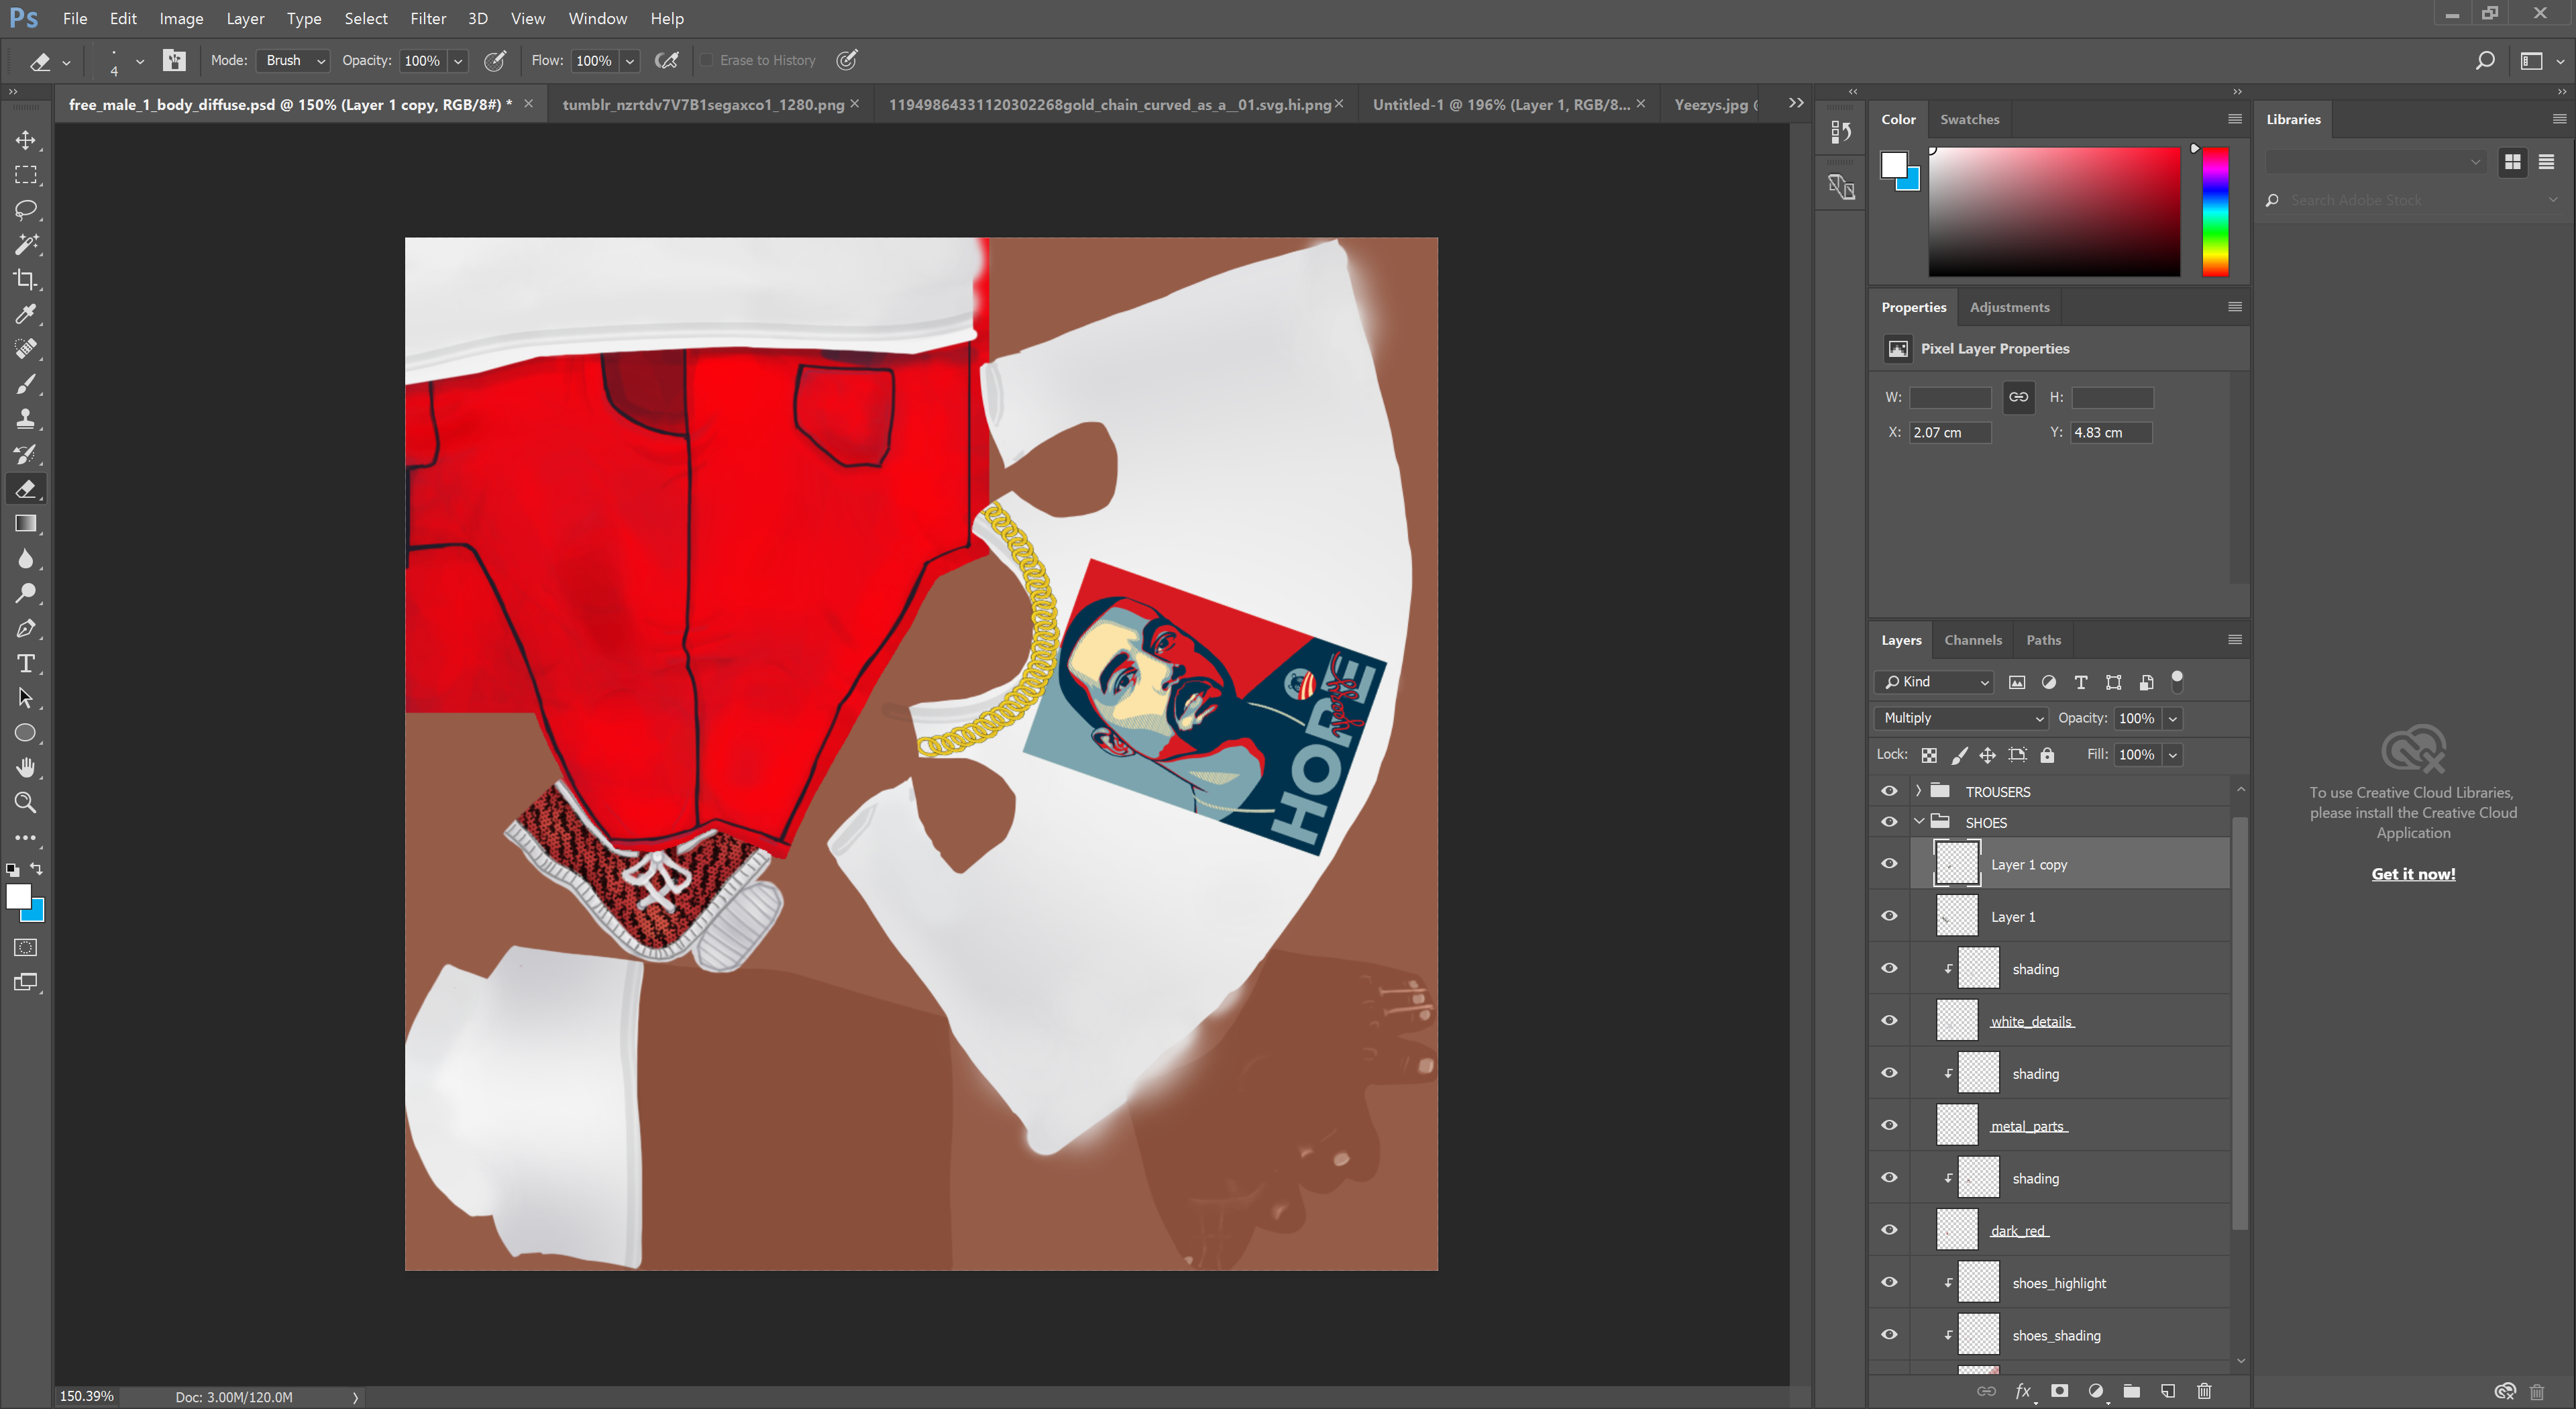 Ps File Edit Image Layer Type Select Filter 3D View Window Help
4 Mode: Brush Opacity: 100% Flow: 100% Erase to History
free_male_1_body_diffuse.psd @ 150% (Layer 1 copy, RGB/8#) * tumblr_nzrtdv7V7B1segaxco1_1280.png 11949864331120302268gold_chain_curved_as_a__01.svg.hi.png Untitled-1 @ 196% (Layer 1, RGB/8... Yeezys.jpg
Color Swatches
Libraries
Search Adobe Stock
Properties Adjustments
Pixel Layer Properties
W: H:
X: 2.07 cm Y: 4.83 cm
HOPE
Layers Channels Paths
Kind
Multiply Opacity: 100%
Lock: Fill: 100%
TROUSERS
SHOES
Layer 1 copy
Layer 1
shading
white_details
shading
metal_parts
shading
dark_red
shoes_highlight
shoes_shading
fx
To use Creative Cloud Libraries,
please install the Creative Cloud
Application
Get it now!
150.39% Doc: 3.00M/120.0M